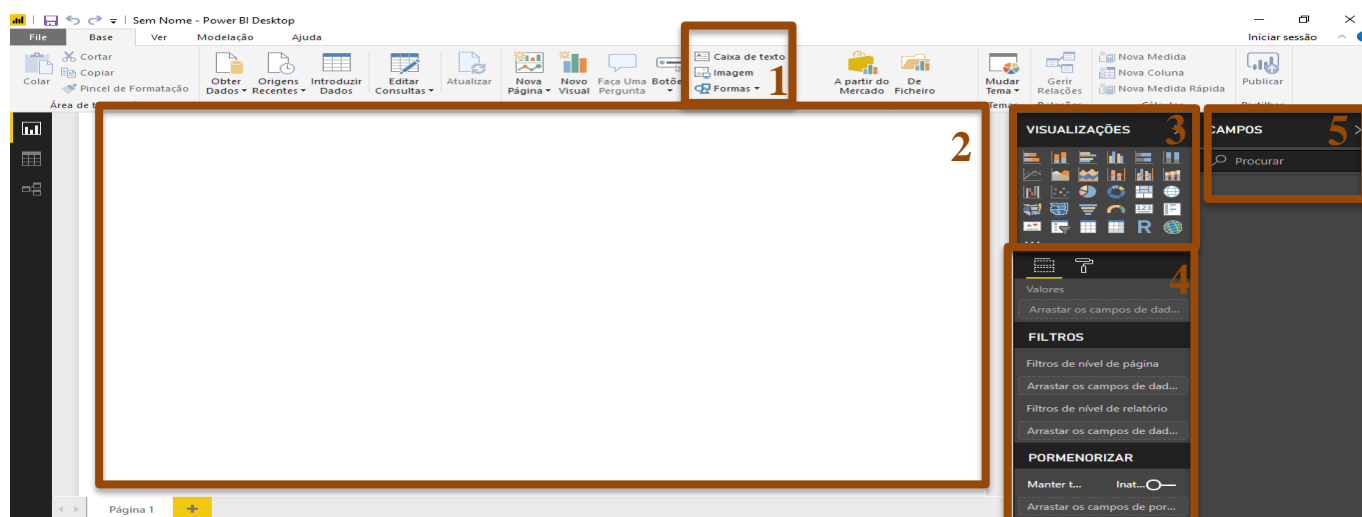 Sem Nome - Power BI Desktop
File Base Ver Modelação Ajuda Iniciar sessão
Colar
Cortar
Copiar
Pincel de Formatação
Obter Dados
Origens Recentes
Introduzir Dados
Editar Consultas
Atualizar
Nova Página
Novo Visual
Faça Uma Pergunta
Caixa de texto
Imagem
Formas
1
A partir do Mercado
De Ficheiro
Mudar Tema
Gerir Relações
Nova Medida
Nova Coluna
Nova Medida Rápida
Publicar
2
VISUALIZAÇÕES
3
CAMPOS
5
Procurar
123
R
4
Valores
Arrastar os campos de dad...
FILTROS
Filtros de nível de página
Arrastar os campos de dad...
Filtros de nível de relatório
Arrastar os campos de dad...
PORMENORIZAR
Manter t... Inat...
Arrastar os campos de por...
Página 1